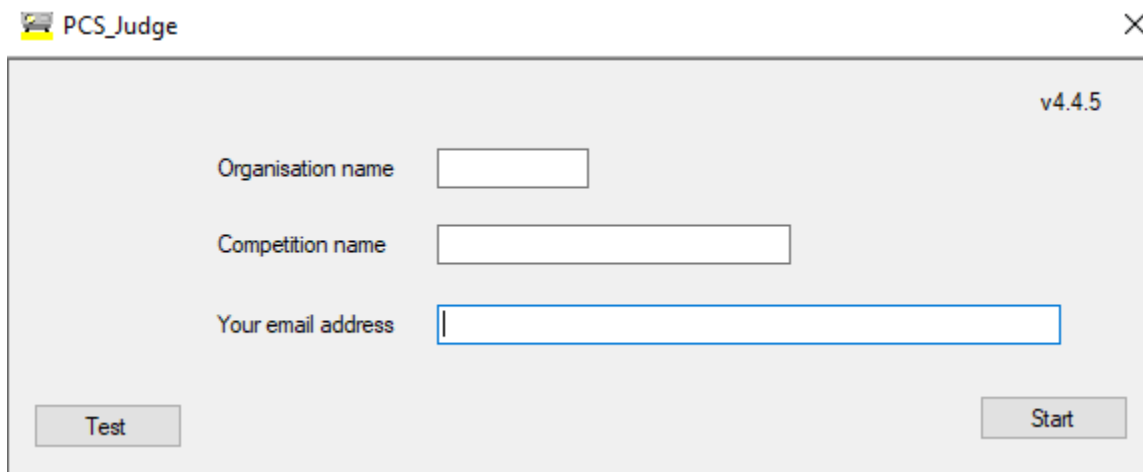 PCS_Judge
v4.4.5
Organisation name
Competition name
Your email address
Test
Start